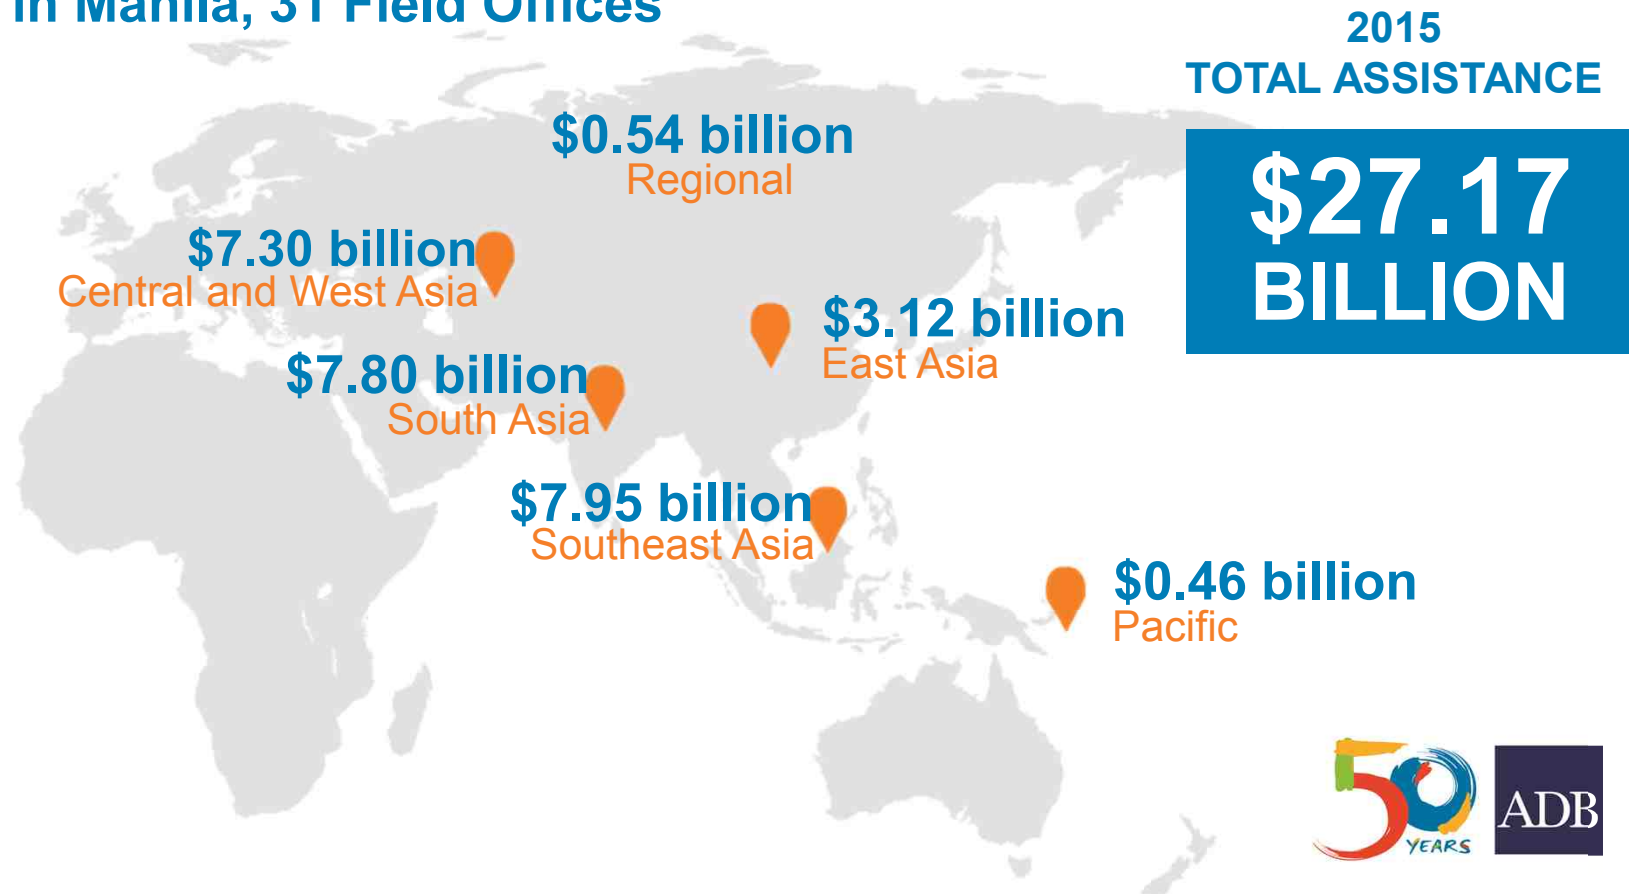 in Manila, 31 Field Offices
2015
TOTAL ASSISTANCE
$27.17
BILLION
$0.54 billion
Regional
$7.30 billion
Central and West Asia
$3.12 billion
East Asia
$7.80 billion
South Asia
$7.95 billion
Southeast Asia
$0.46 billion
Pacific
50
YEARS
ADB